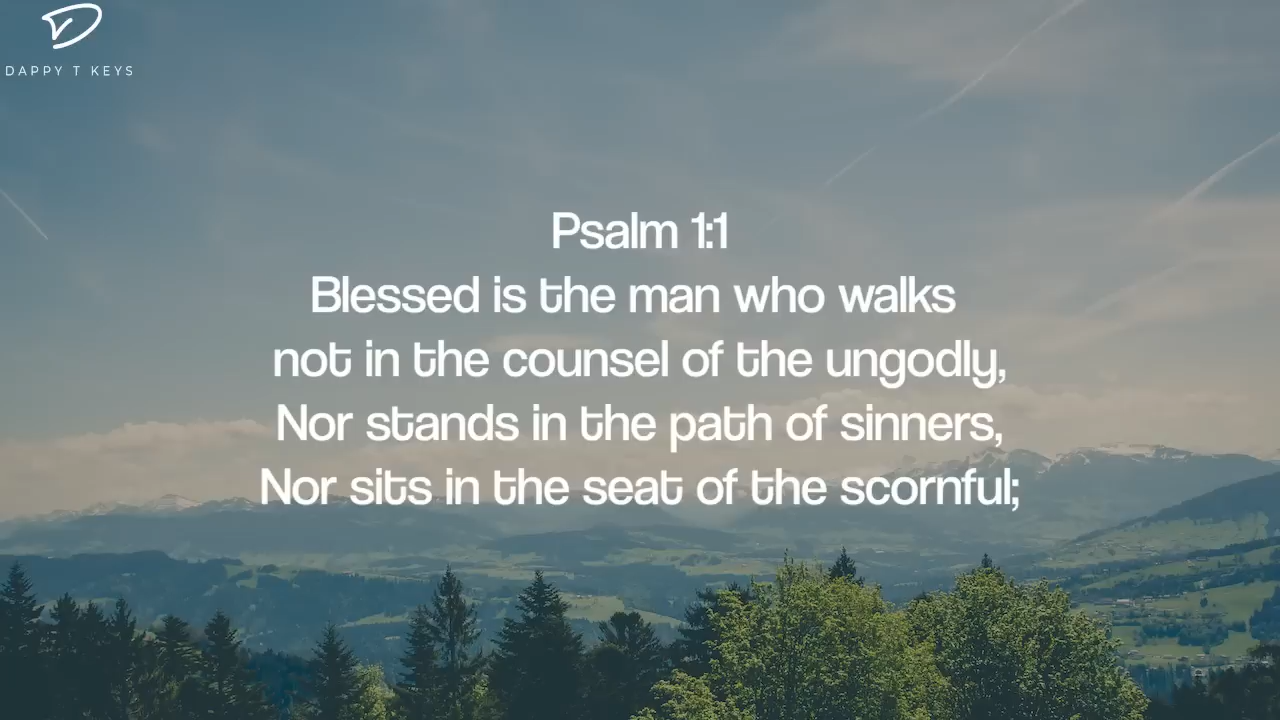 DAPPY T KEYS
Psalm 1:1
Blessed is the man who walks
not in the counsel of the ungodly,
Nor stands in the path of sinners,
Nor sits in the seat of the scornful;